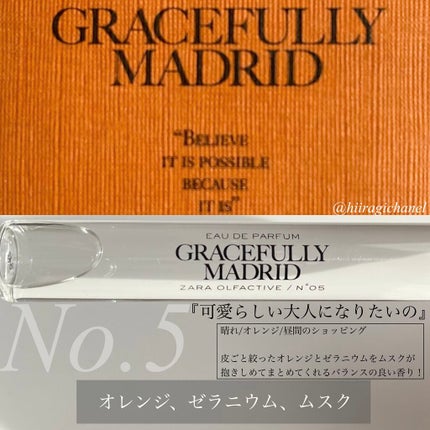 GRACEFULLY
MADRID
“BELIEVE
IT IS POSSIBLE
BECAUSE
IT IS”
@hiiragichanel
EAU DE PARFUM
GRACEFULLY
MADRID
ZARA OLFACTIVE / N°05
No.5
『可愛らしい大人になりたいの』
晴れ/オレンジ/昼間のショッピング
皮ごと絞ったオレンジとゼラニウムをムスクが
抱きしめてまとめてくれるバランスの良い香り！
オレンジ、ゼラニウム、ムスク